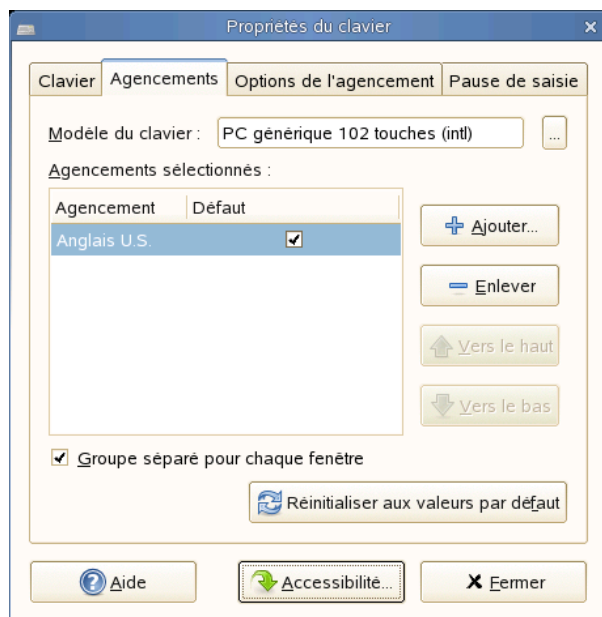 Propriétés du clavier
Clavier Agencements Options de l'agencement Pause de saisie
Modèle du clavier : PC générique 102 touches (intl) ...
Agencements sélectionnés :
Agencement Défaut
Anglais U.S.
Ajouter...
Enlever
Vers le haut
Vers le bas
Groupe séparé pour chaque fenêtre
Réinitialiser aux valeurs par défaut
Aide Accessibilité... Fermer